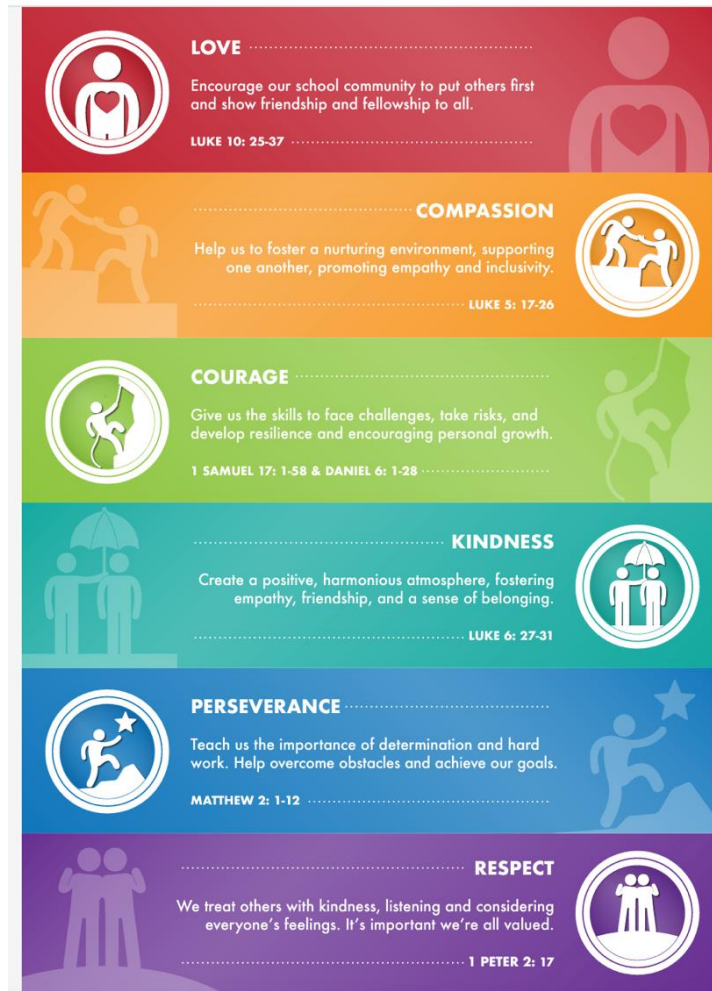 LOVE
Encourage our school community to put others first
and show friendship and fellowship to all.
LUKE 10: 25-37
COMPASSION
Help us to foster a nurturing environment, supporting
one another, promoting empathy and inclusivity.
LUKE 5: 17-26
COURAGE
Give us the skills to face challenges, take risks, and
develop resilience and encouraging personal growth.
1 SAMUEL 17: 1-58 & DANIEL 6: 1-28
KINDNESS
Create a positive, harmonious atmosphere, fostering
empathy, friendship, and a sense of belonging.
LUKE 6: 27-31
PERSEVERANCE
Teach us the importance of determination and hard
work. Help overcome obstacles and achieve our goals.
MATTHEW 2: 1-12
RESPECT
We treat others with kindness, listening and considering
everyone’s feelings. It’s important we’re all valued.
1 PETER 2: 17